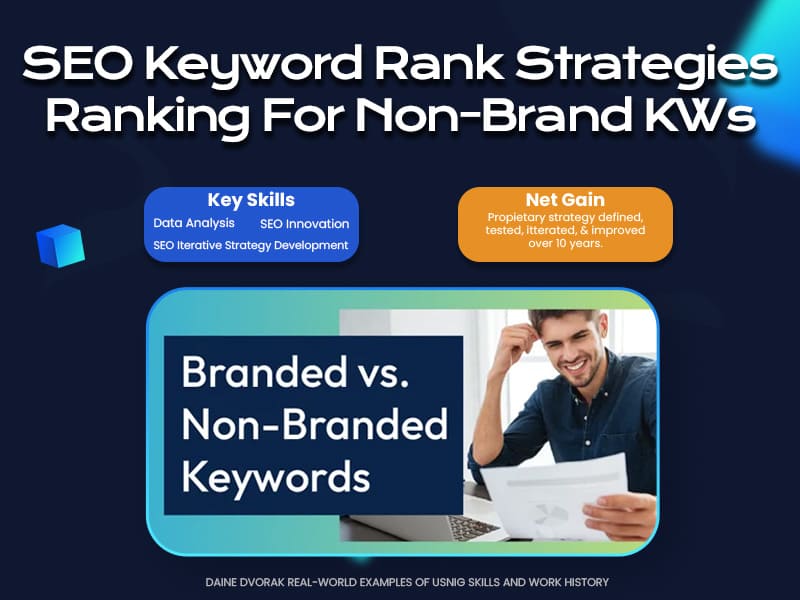 SEO Keyword Rank Strategies
Ranking For Non-Brand KWs
Key Skills
Data Analysis
SEO Innovation
SEO Iterative Strategy Development
Net Gain
Propietary strategy defined,
tested, itterated, & improved
over 10 years.
Branded vs.
Non-Branded
Keywords
DAINE DVORAK REAL-WORLD EXAMPLES OF USNIG SKILLS AND WORK HISTORY